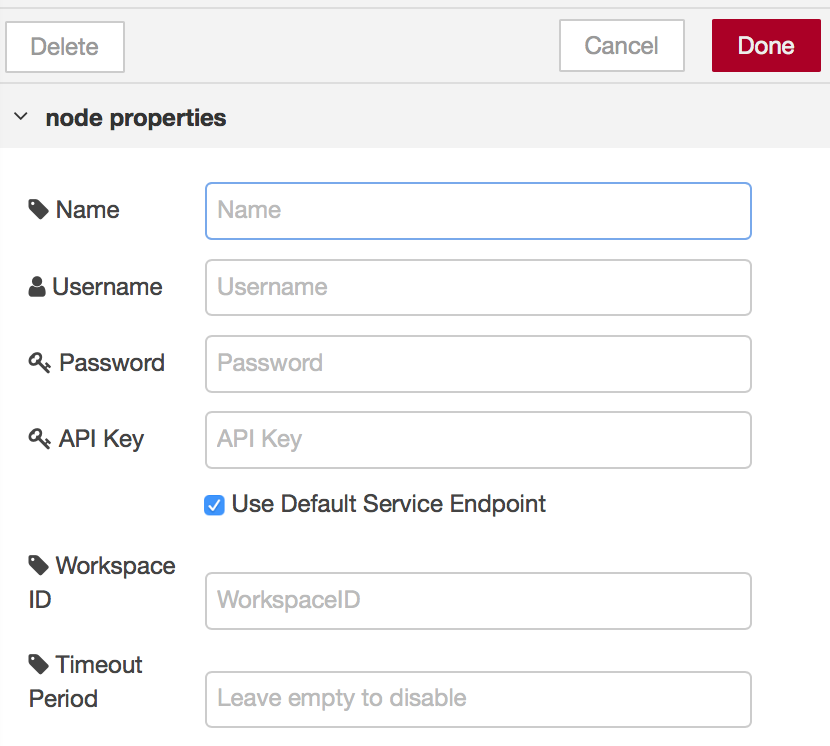 Delete Cancel Done
node properties
Name Name
Username Username
Password Password
API Key API Key
Use Default Service Endpoint
Workspace
ID WorkspaceID
Timeout
Period Leave empty to disable